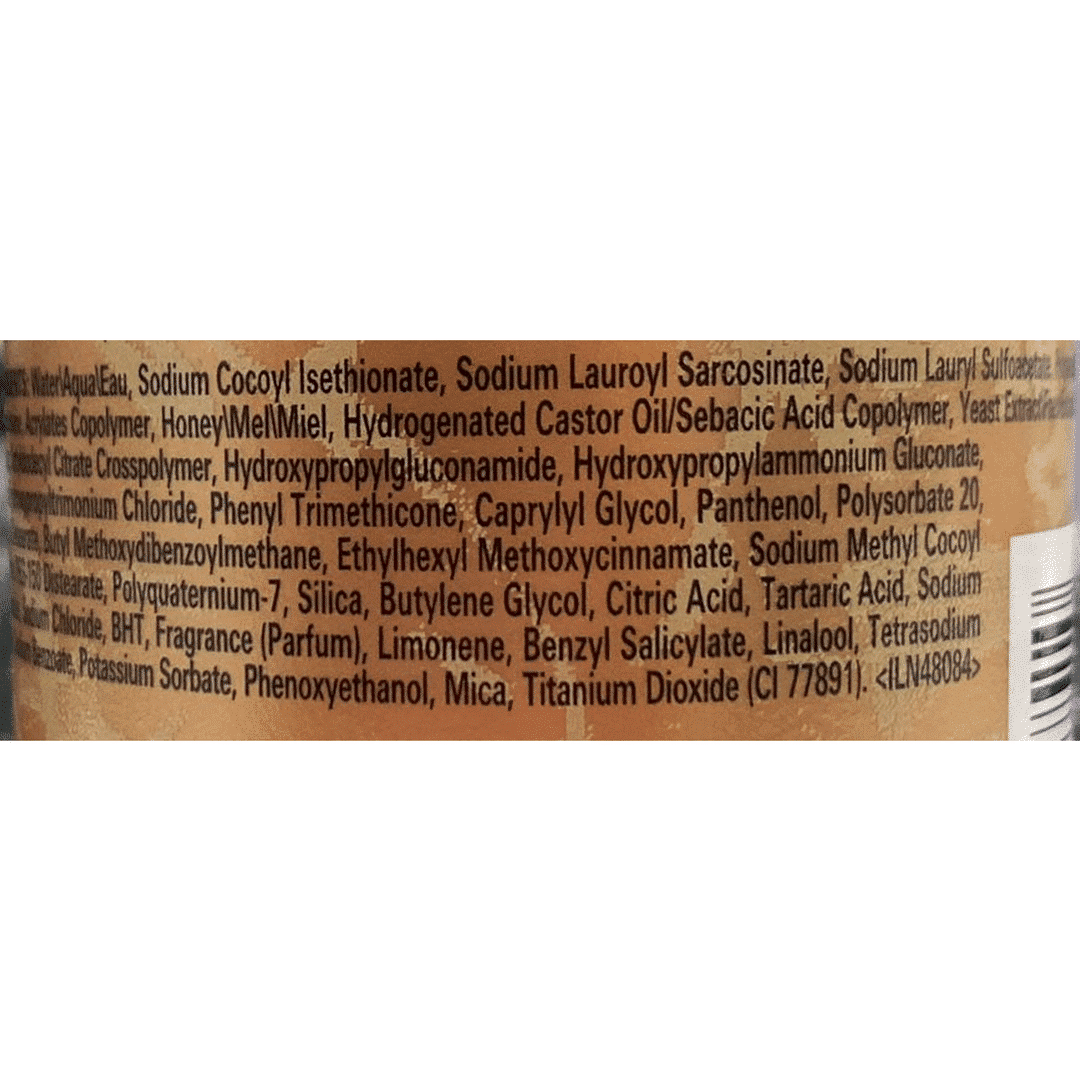 Water\Aqua\Eau, Sodium Cocoyl Isethionate, Sodium Lauroyl Sarcosinate, Sodium Lauryl Sulfoacetate,
Acrylates Copolymer, Honey\Mel\Miel, Hydrogenated Castor Oil/Sebacic Acid Copolymer, Yeast Extract
Citrate Crosspolymer, Hydroxypropylgluconamide, Hydroxypropylammonium Gluconate,
Chloride, Phenyl Trimethicone, Caprylyl Glycol, Panthenol, Polysorbate 20,
Butyl Methoxydibenzoylmethane, Ethylhexyl Methoxycinnamate, Sodium Methyl Cocoyl
150 Distearate, Polyquaternium-7, Silica, Butylene Glycol, Citric Acid, Tartaric Acid, Sodium
Chloride, BHT, Fragrance (Parfum), Limonene, Benzyl Salicylate, Linalool, Tetrasodium
Potassium Sorbate, Phenoxyethanol, Mica, Titanium Dioxide (CI 77891). <ILN48084>